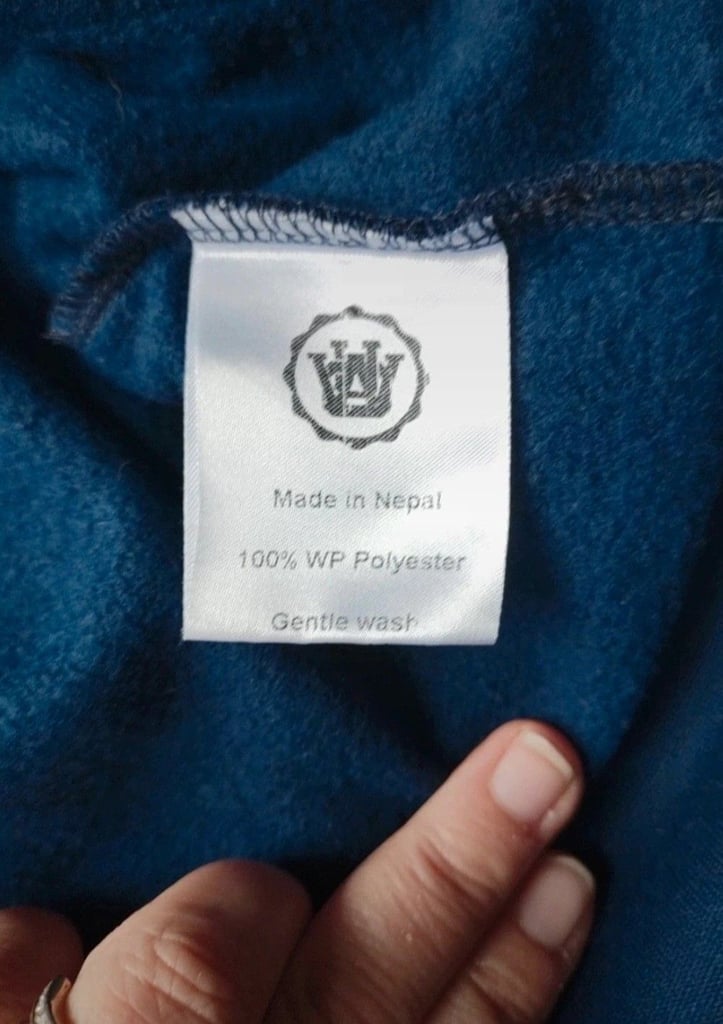 Made in Nepal
100% WP Polyester
Gentle wash